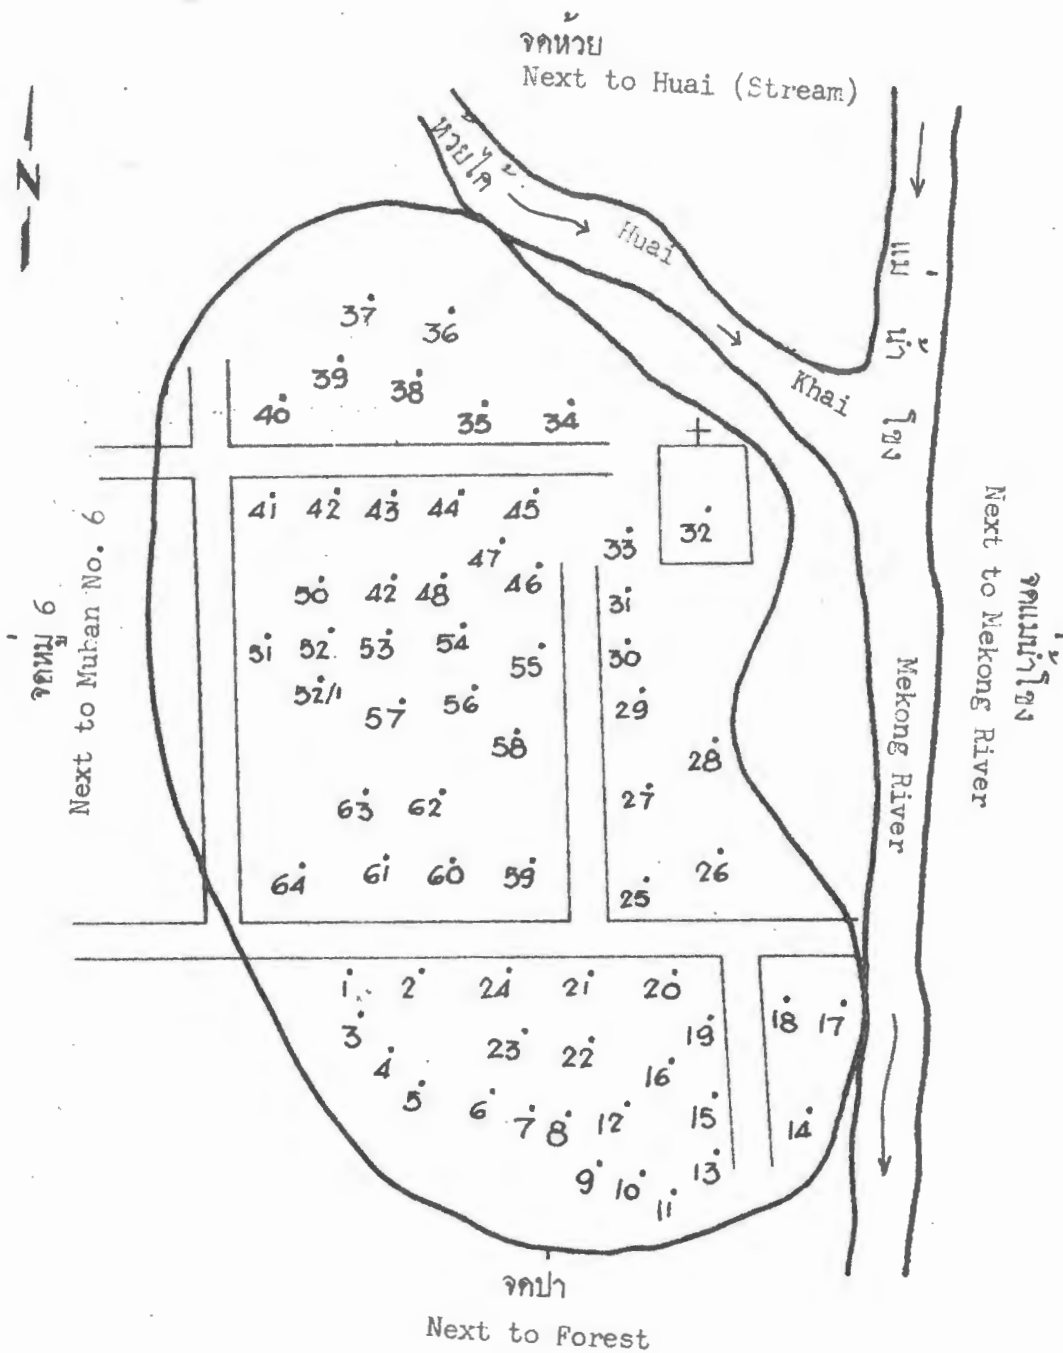 จดห้วย
Next to Huai (Stream)
N
ห้วยไค้
Huai
Khai
แม่
น้ำ
โขง
37 36
39 38
40 35 34
41 42 43 44 45
32
33
47
50 42 48 46
31
51 52 53 54 55
30
52/1 57 56
29
58 28
63 62 27
64 61 60 59
26
25
จดหมู่ 6
Next to Muban No. 6
Mekong River
Next to Mekong River
จดแม่น้ำโขง
1 2 24 21 20
18 17
3 23 22 19
4 16
5 6 7 8 12 15 14
9 10 11 13
จดป่า
Next to Forest